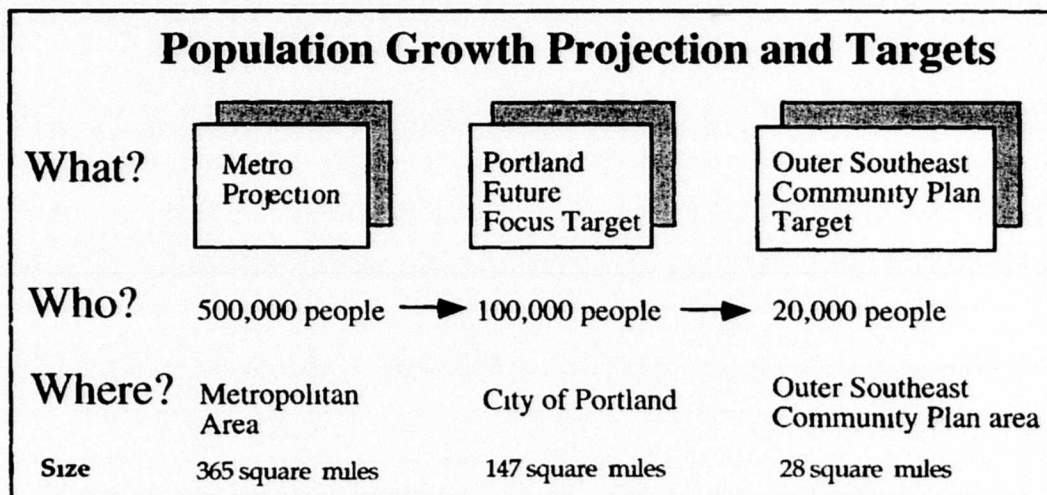 Population Growth Projection and Targets
What?
Metro
Projection
Portland
Future
Focus Target
Outer Southeast
Community Plan
Target
Who?
500,000 people
100,000 people
20,000 people
Where?
Metropolitan
Area
City of Portland
Outer Southeast
Community Plan area
Size
365 square miles
147 square miles
28 square miles